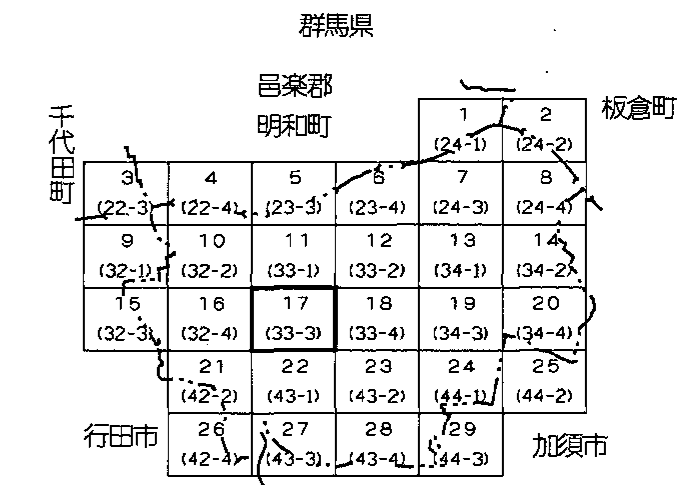 群馬県
邑楽郡
明和町
千代田町
板倉町
1 2
(24-1) (24-2)
3 4 5 6 7 8
(22-3) (22-4) (23-3) (23-4) (24-3) (24-4)
9 10 11 12 13 14
(32-1) (32-2) (33-1) (33-2) (34-1) (34-2)
15 16 17 18 19 20
(32-3) (32-4) (33-3) (33-4) (34-3) (34-4)
21 22 23 24 25
(42-2) (43-1) (43-2) (44-1) (44-2)
26 27 28 29
(42-4) (43-3) (43-4) (44-3)
行田市
加須市